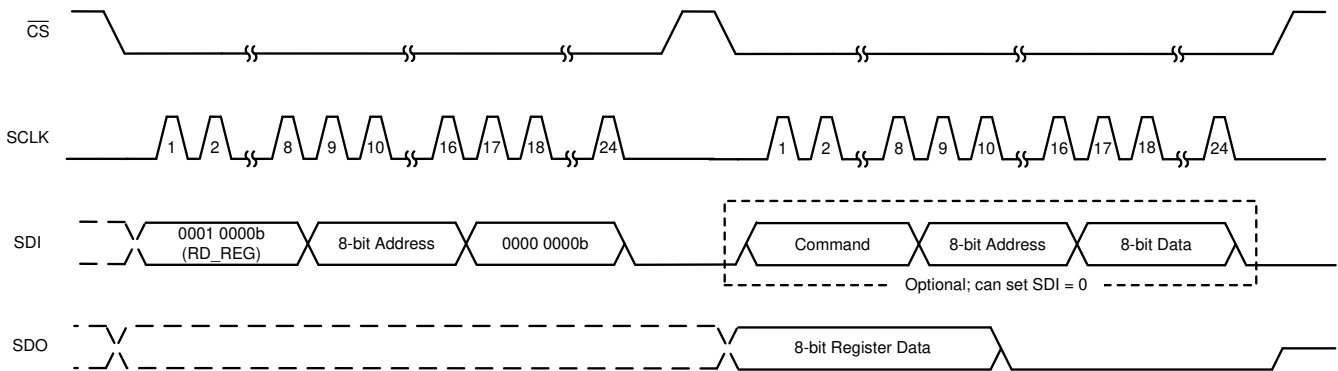 CS
SCLK
1 2 8 9 10 16 17 18 24 1 2 8 9 10 16 17 18 24
SDI
0001 0000b
(RD_REG)
8-bit Address
0000 0000b
Command
8-bit Address
8-bit Data
Optional; can set SDI = 0
SDO
8-bit Register Data